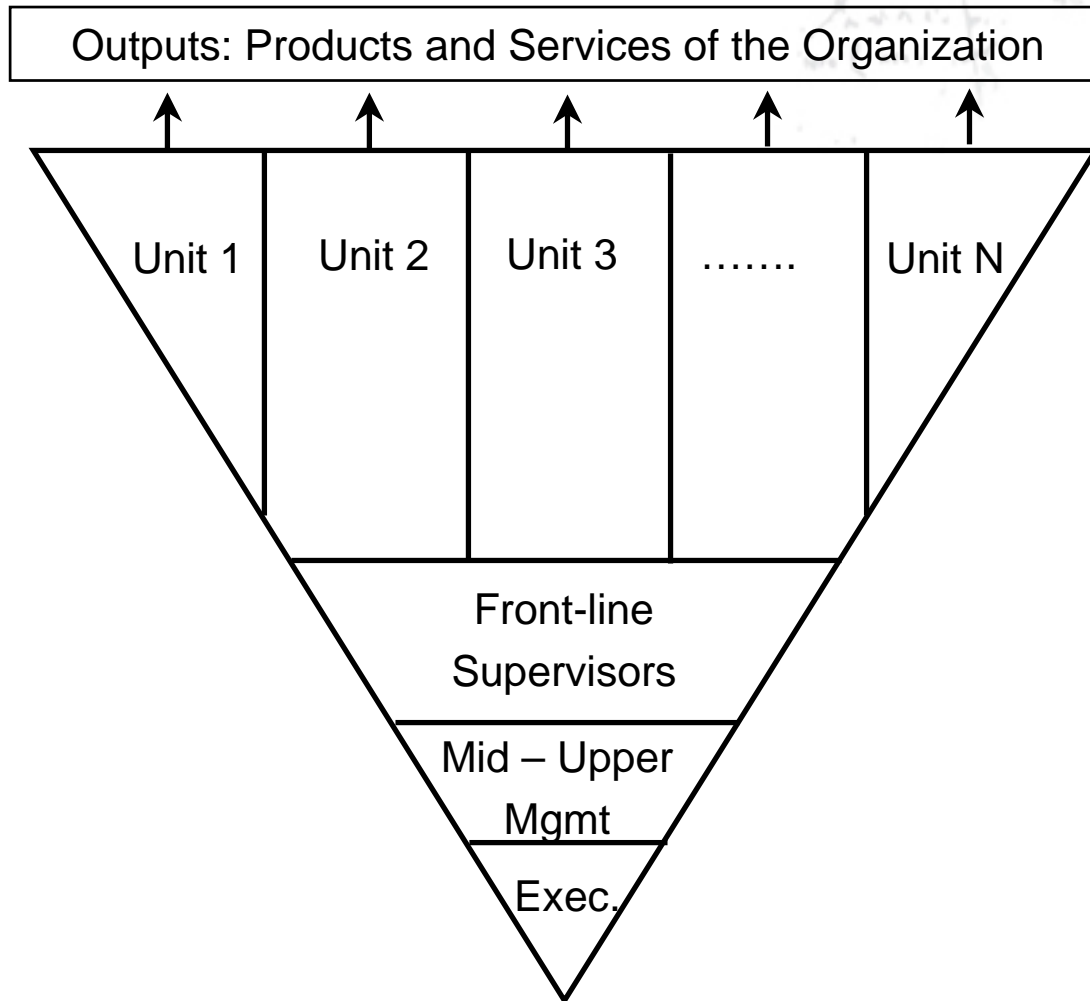 Outputs: Products and Services of the Organization
Unit 1 Unit 2 Unit 3 ……. Unit N
Front-line
Supervisors
Mid – Upper
Mgmt
Exec.